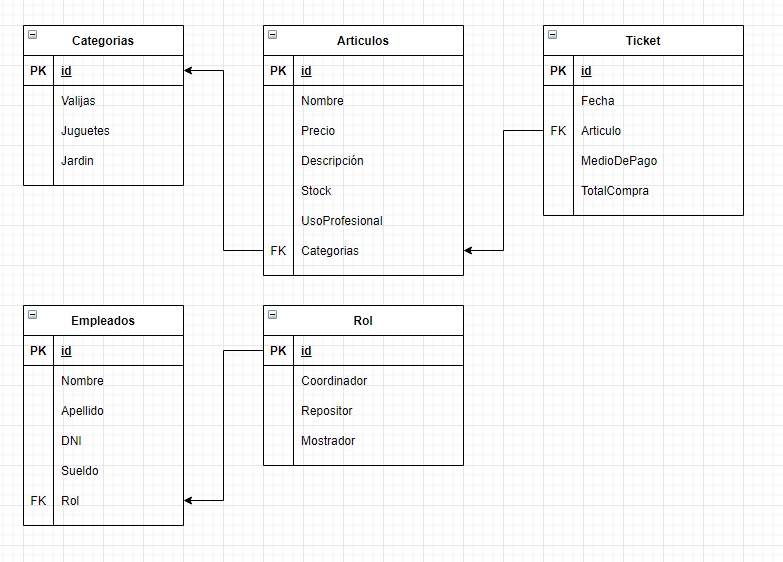 Categorias
PK id
Valijas
Juguetes
Jardin
Articulos
PK id
Nombre
Precio
Descripción
Stock
UsoProfesional
FK Categorias
Ticket
PK id
Fecha
FK Articulo
MedioDePago
TotalCompra
Empleados
PK id
Nombre
Apellido
DNI
Sueldo
FK Rol
Rol
PK id
Coordinador
Repositor
Mostrador